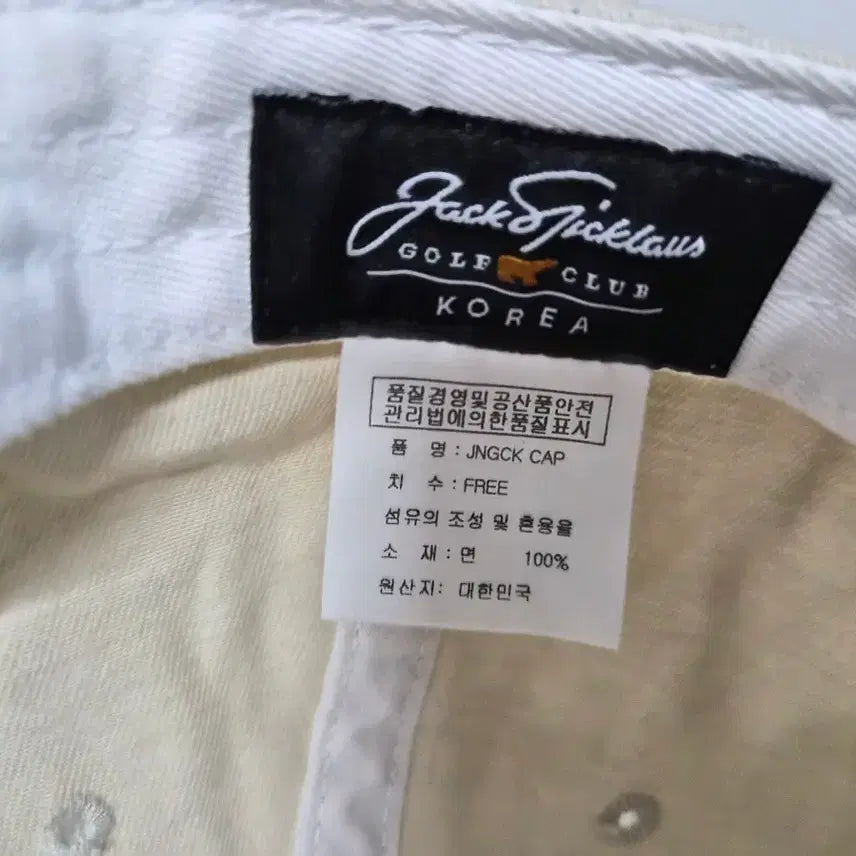 Jack Nicklaus
GOLF CLUB
KOREA
품질경영및공산품안전
관리법에의한품질표시
품 명 : JNGCK CAP
치 수 : FREE
섬유의 조성 및 혼용율
소 재 : 면 100%
원산지: 대한민국